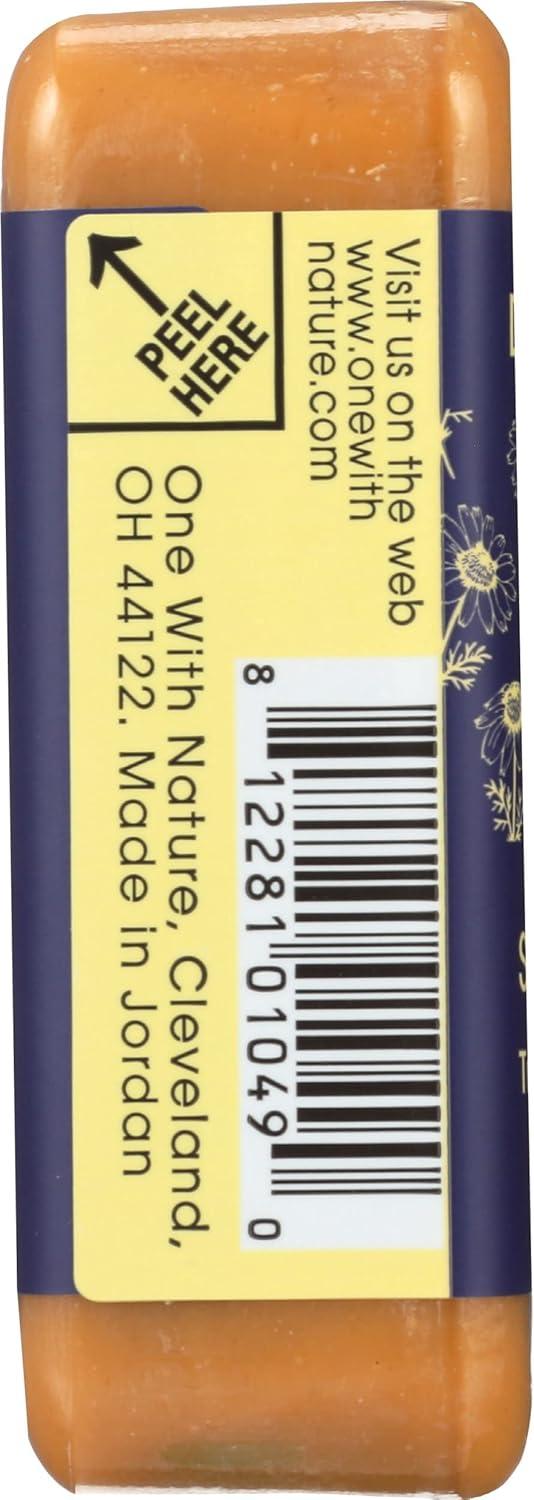 Visit us on the web
www.onewith
nature.com
PEEL
HERE
8 12281 01049 0
One With Nature, Cleveland,
OH 44122. Made in Jordan